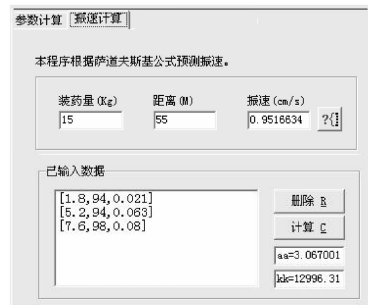 参数计算 振速计算
本程序根据萨道夫斯基公式预测振速。
装药量(Kg) 距离(M) 振速(cm/s)
15 55 0.9516634 ?{]
已输入数据
[1.8,94,0.021]
[5.2,94,0.063]
[7.6,98,0.08]
删除 R
计算 C
aa=3.067001
kk=12996.31